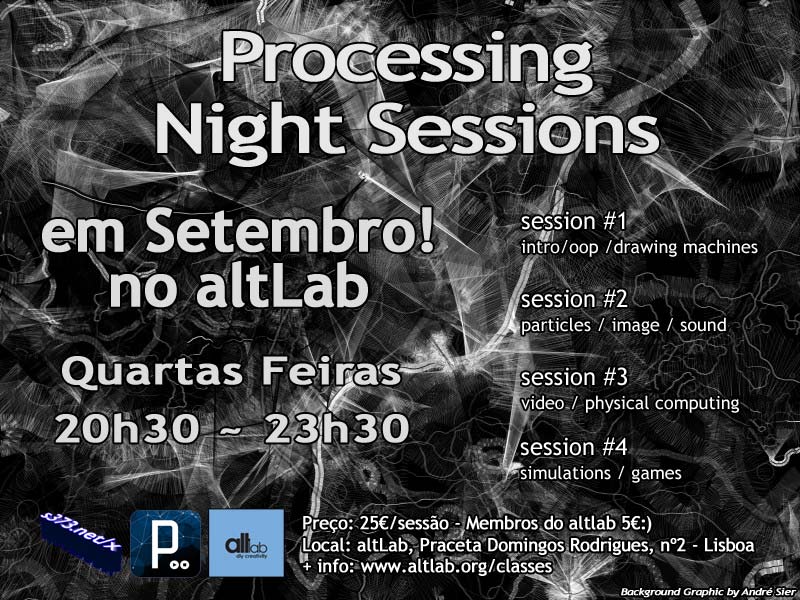 Processing
Night Sessions
em Setembro!
no altLab
Quartas Feiras
20h30 ~ 23h30
session #1
intro/oop /drawing machines
session #2
particles / image / sound
session #3
video / physical computing
session #4
simulations / games
s373.net/x
P
altlab
diy creativity
Preço: 25€/sessão - Membros do altlab 5€:)
Local: altLab, Praceta Domingos Rodrigues, nº2 - Lisboa
+ info: www.altlab.org/classes
Background Graphic by André Sier